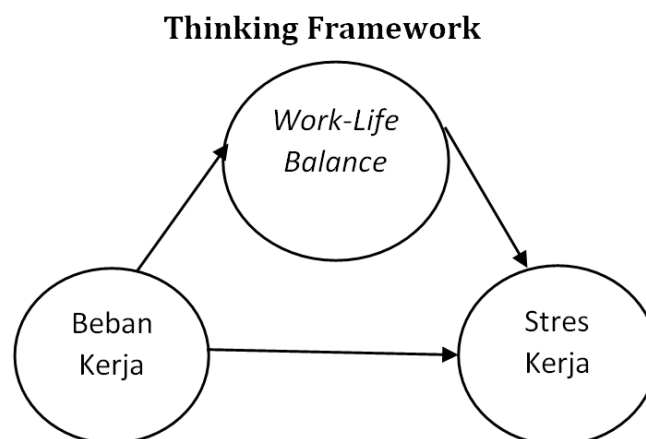 Thinking Framework
Work-Life
Balance
Beban
Kerja
Stres
Kerja